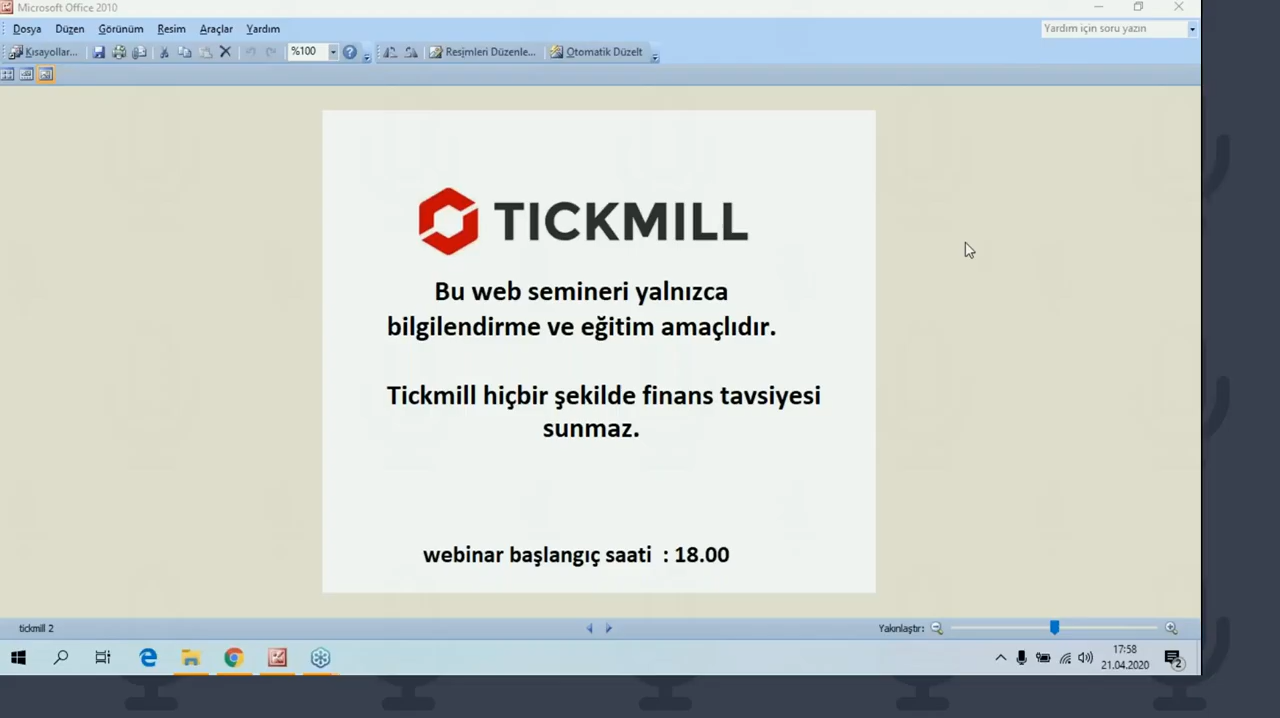 Microsoft Office 2010
Dosya Düzen Görünüm Resim Araçlar Yardım
Yardım için soru yazın
Kısayollar... %100 Resimleri Düzenle... Otomatik Düzelt
TICKMILL
Bu web semineri yalnızca
bilgilendirme ve eğitim amaçlıdır.
Tickmill hiçbir şekilde finans tavsiyesi
sunmaz.
webinar başlangıç saati : 18.00
tickmill 2
Yakınlaştır:
17:58
21.04.2020
2